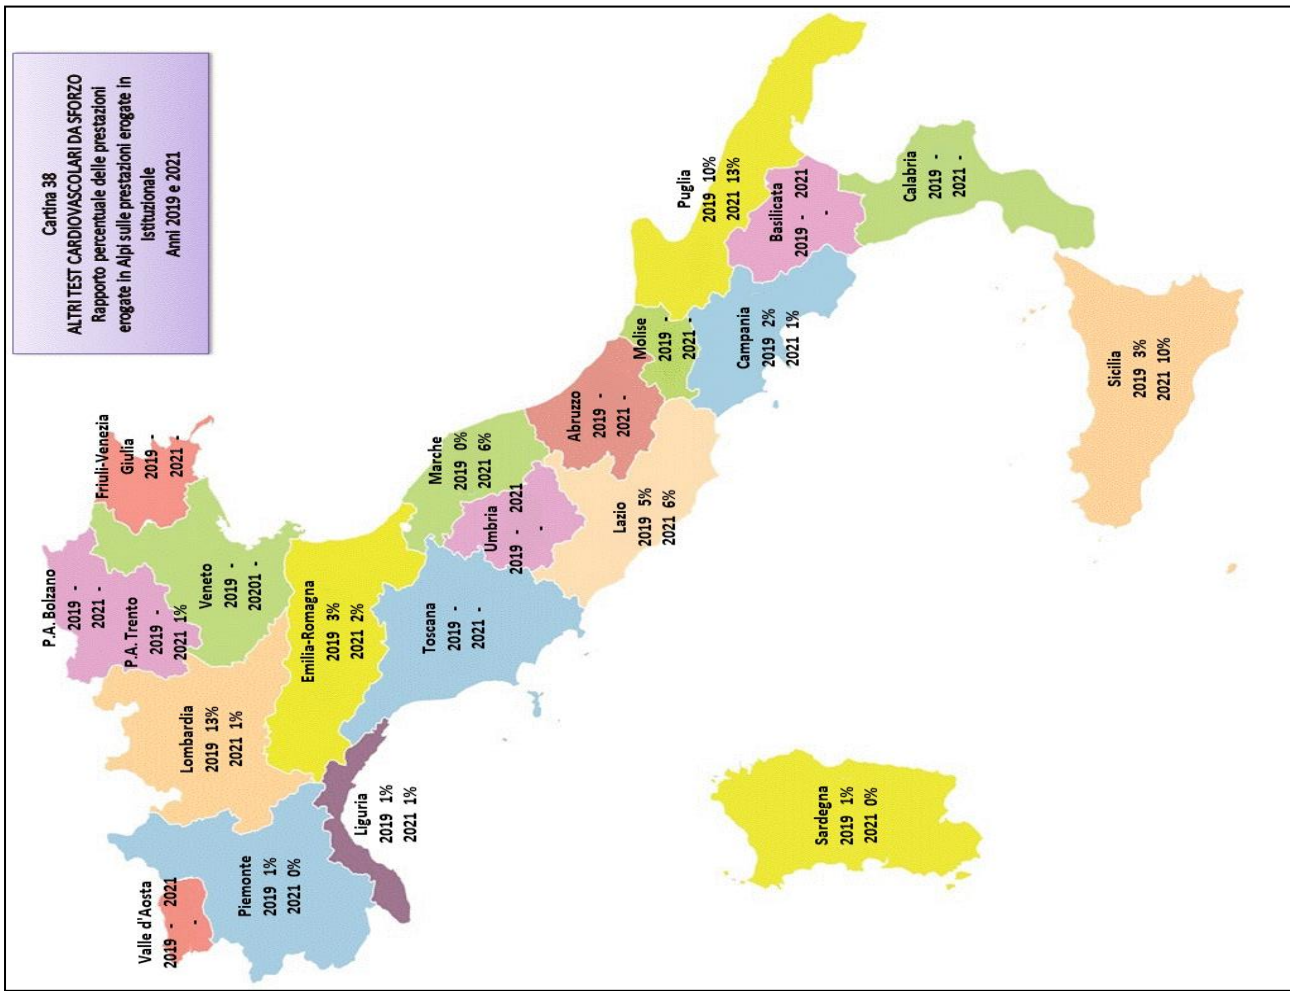 Cartina 38
ALTRI TEST CARDIOVASCOLARI DA SFORZO
Rapporto percentuale delle prestazioni
erogate in Alpi sulle prestazioni erogate in
Istituzionale
Anni 2019 e 2021
Valle d'Aosta
2019 - 2021
-
Piemonte
2019 1%
2021 0%
Liguria
2019 1%
2021 1%
Lombardia
2019 13%
2021 1%
P.A. Bolzano
2019 -
2021 -
P.A. Trento
2019 -
2021 1%
Veneto
2019 -
20201 -
Friuli-Venezia
Giulia
2019 -
2021 -
Emilia-Romagna
2019 3%
2021 2%
Toscana
2019 -
2021 -
Umbria
2019 - 2021
-
Marche
2019 0%
2021 6%
Lazio
2019 5%
2021 6%
Abruzzo
2019 -
2021 -
Molise
2019 -
2021 -
Campania
2019 2%
2021 1%
Puglia
2019 10%
2021 13%
Basilicata
2019 - 2021
-
Calabria
2019 -
2021 -
Sicilia
2019 3%
2021 10%
Sardegna
2019 1%
2021 0%